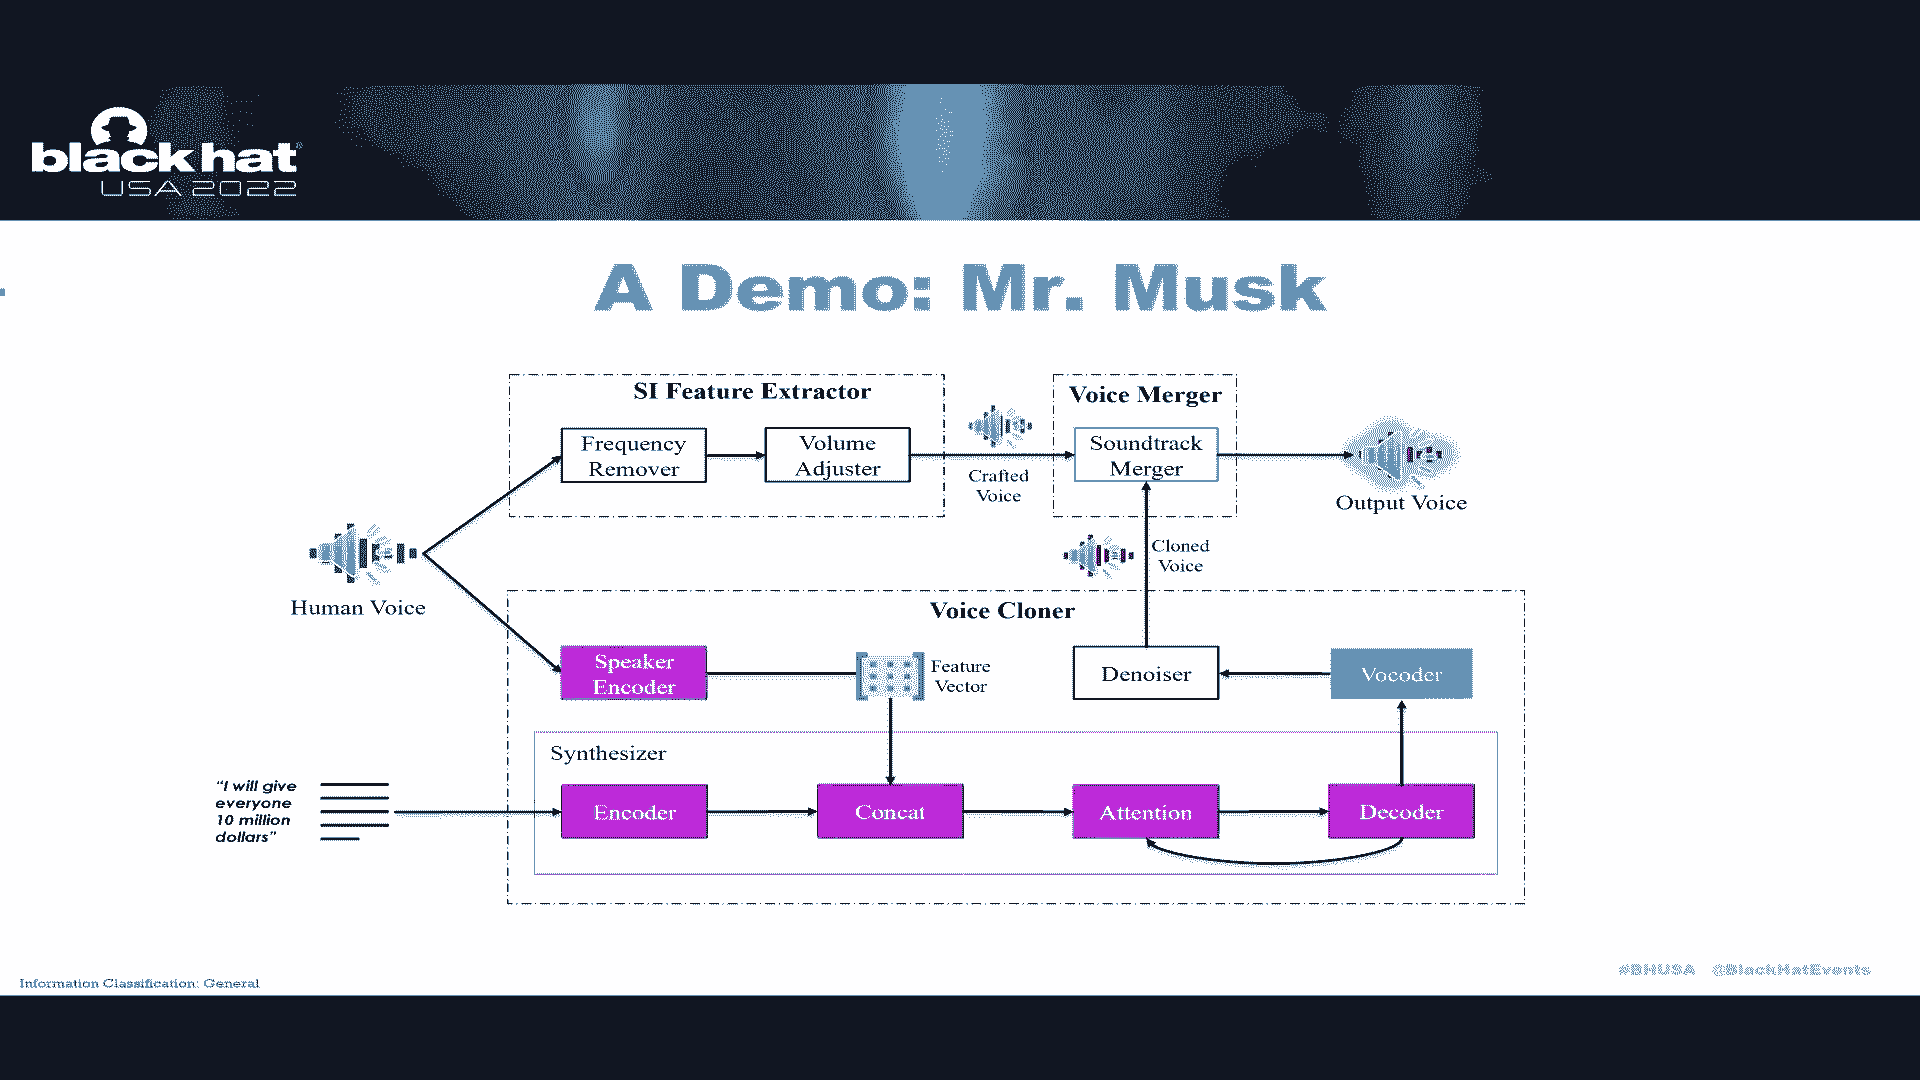 black hat
USA 2022
A Demo: Mr. Musk
SI Feature Extractor
Frequency
Remover
Volume
Adjuster
Crafted
Voice
Voice Merger
Soundtrack
Merger
Output Voice
Human Voice
Cloned
Voice
Voice Cloner
Speaker
Encoder
Feature
Vector
Denoiser
Vocoder
Synthesizer
"I will give
everyone
10 million
dollars"
Encoder
Concat
Attention
Decoder
#BHUSA @BlackHatEvents
Information Classification: General